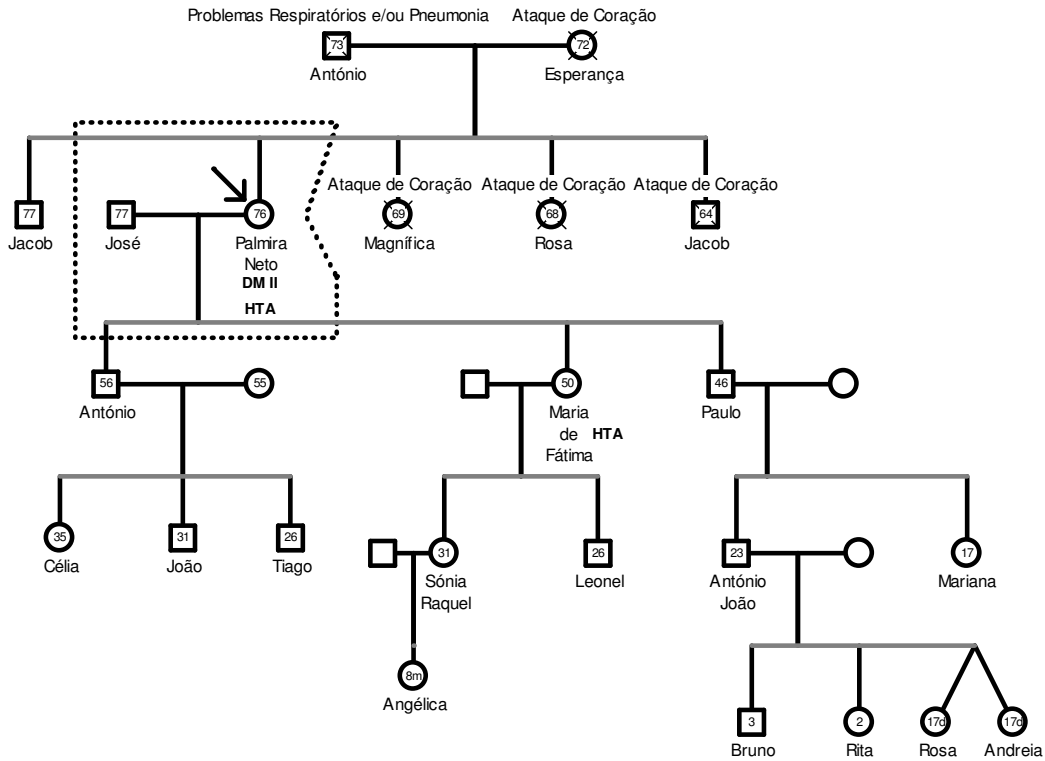 Problemas Respiratórios e/ou Pneumonia
Ataque de Coração
73
72
António
Esperança
Ataque de Coração
Ataque de Coração
Ataque de Coração
77
77
76
69
68
64
Jacob
José
Palmira
Neto
DM II
HTA
Magnífica
Rosa
Jacob
56
55
50
46
António
Maria
de
Fátima
HTA
Paulo
35
31
26
31
26
23
17
Célia
João
Tiago
Sónia
Raquel
Leonel
António
João
Mariana
8m
Angélica
3
2
17d
17d
Bruno
Rita
Rosa
Andreia